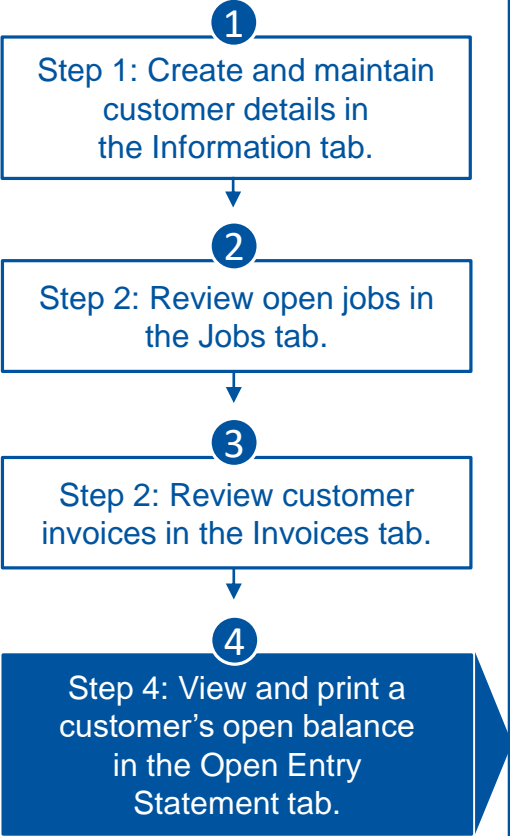 1
Step 1: Create and maintain
customer details in
the Information tab.
2
Step 2: Review open jobs in
the Jobs tab.
3
Step 2: Review customer
invoices in the Invoices tab.
4
Step 4: View and print a
customer's open balance
in the Open Entry
Statement tab.